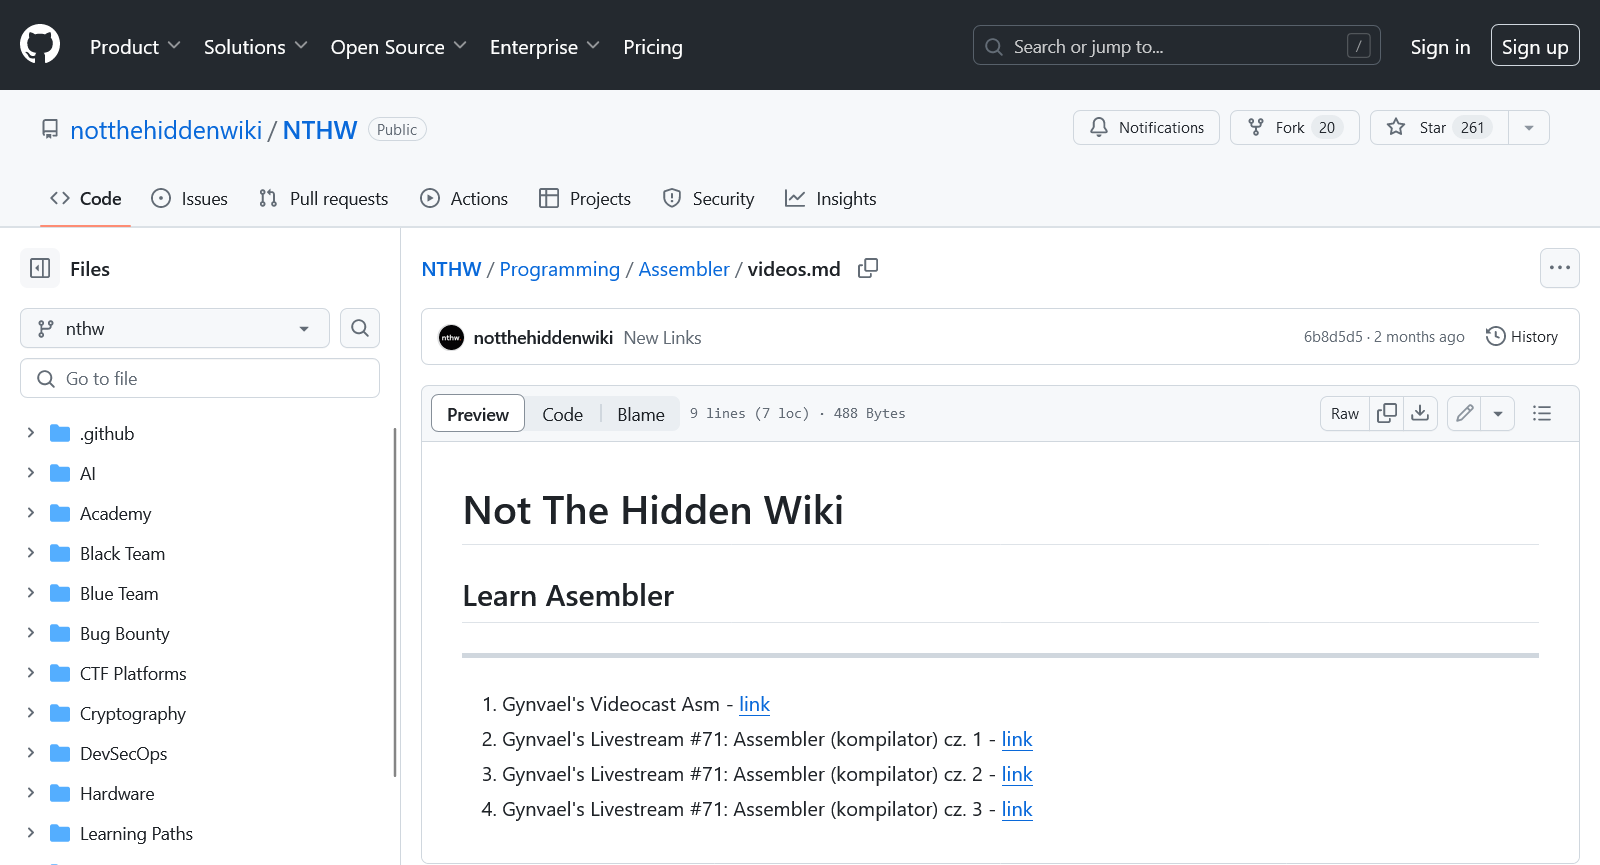 Product Solutions Open Source Enterprise Pricing Search or jump to... / Sign in Sign up
notthehiddenwiki / NTHW Public Notifications Fork 20 Star 261
Code Issues Pull requests Actions Projects Security Insights
Files
nthw
Go to file
.github
AI
Academy
Black Team
Blue Team
Bug Bounty
CTF Platforms
Cryptography
DevSecOps
Hardware
Learning Paths
NTHW / Programming / Assembler / videos.md
nthw notthehiddenwiki New Links 6b8d5d5 · 2 months ago History
Preview Code Blame 9 lines (7 loc) · 488 Bytes Raw
Not The Hidden Wiki
Learn Asembler
1. Gynvael's Videocast Asm - link
2. Gynvael's Livestream #71: Assembler (kompilator) cz. 1 - link
3. Gynvael's Livestream #71: Assembler (kompilator) cz. 2 - link
4. Gynvael's Livestream #71: Assembler (kompilator) cz. 3 - link